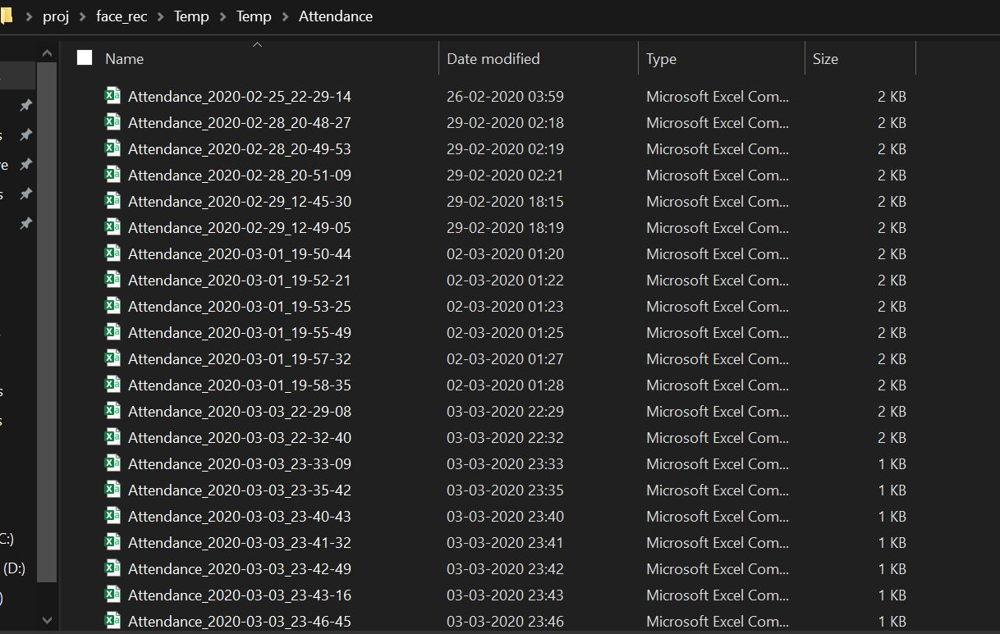 proj > face_rec > Temp > Temp > Attendance
Name Date modified Type Size
Attendance_2020-02-25_22-29-14 26-02-2020 03:59 Microsoft Excel Com... 2 KB
Attendance_2020-02-28_20-48-27 29-02-2020 02:18 Microsoft Excel Com... 2 KB
Attendance_2020-02-28_20-49-53 29-02-2020 02:19 Microsoft Excel Com... 2 KB
Attendance_2020-02-28_20-51-09 29-02-2020 02:21 Microsoft Excel Com... 2 KB
Attendance_2020-02-29_12-45-30 29-02-2020 18:15 Microsoft Excel Com... 2 KB
Attendance_2020-02-29_12-49-05 29-02-2020 18:19 Microsoft Excel Com... 2 KB
Attendance_2020-03-01_19-50-44 02-03-2020 01:20 Microsoft Excel Com... 2 KB
Attendance_2020-03-01_19-52-21 02-03-2020 01:22 Microsoft Excel Com... 2 KB
Attendance_2020-03-01_19-53-25 02-03-2020 01:23 Microsoft Excel Com... 2 KB
Attendance_2020-03-01_19-55-49 02-03-2020 01:25 Microsoft Excel Com... 2 KB
Attendance_2020-03-01_19-57-32 02-03-2020 01:27 Microsoft Excel Com... 2 KB
Attendance_2020-03-01_19-58-35 02-03-2020 01:28 Microsoft Excel Com... 2 KB
Attendance_2020-03-03_22-29-08 03-03-2020 22:29 Microsoft Excel Com... 2 KB
Attendance_2020-03-03_22-32-40 03-03-2020 22:32 Microsoft Excel Com... 2 KB
Attendance_2020-03-03_23-33-09 03-03-2020 23:33 Microsoft Excel Com... 1 KB
Attendance_2020-03-03_23-35-42 03-03-2020 23:35 Microsoft Excel Com... 1 KB
Attendance_2020-03-03_23-40-43 03-03-2020 23:40 Microsoft Excel Com... 1 KB
C:) Attendance_2020-03-03_23-41-32 03-03-2020 23:41 Microsoft Excel Com... 1 KB
(D:) Attendance_2020-03-03_23-42-49 03-03-2020 23:42 Microsoft Excel Com... 1 KB
Attendance_2020-03-03_23-43-16 03-03-2020 23:43 Microsoft Excel Com... 1 KB
Attendance_2020-03-03_23-46-45 03-03-2020 23:46 Microsoft Excel Com... 1 KB